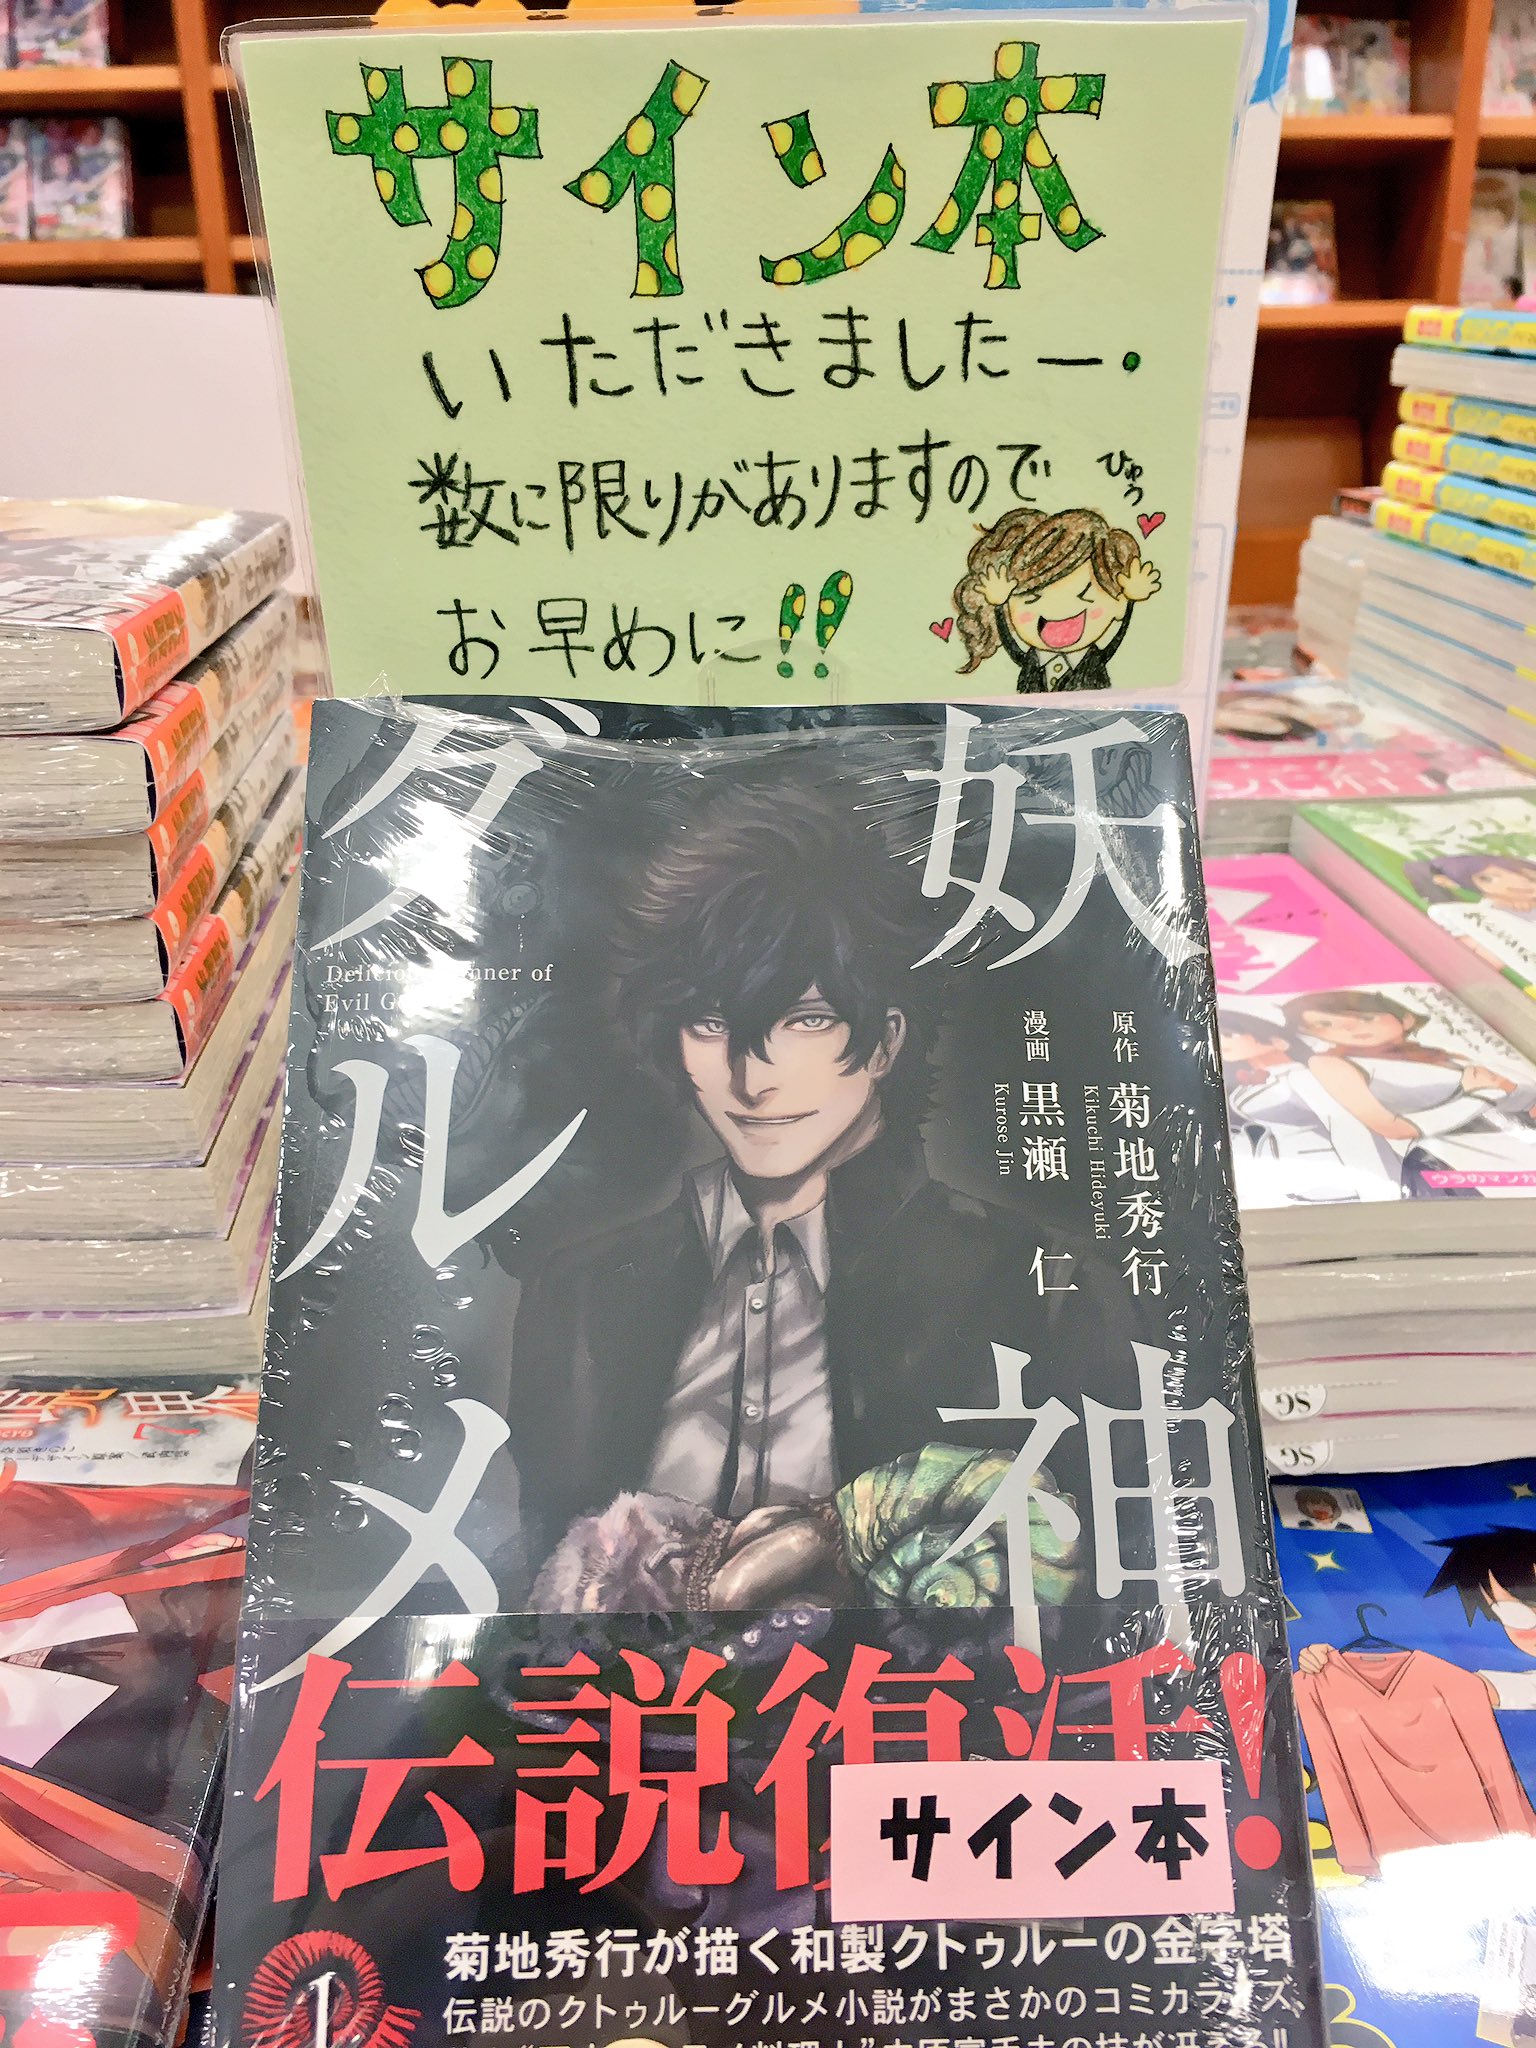 サイン本
いただきましたー.
数に限りがありますので
お早めに!!
ひゅう
妖神
グルメ
Delicious Dinner of
Evil G
原作 菊地秀行
Kikuchi Hideyuki
漫画 黒瀬 仁
Kurose Jin
伝説復活!
サイン本
1
菊地秀行が描く和製クトゥルーの金字塔
伝説のクトゥルーグルメ小説がまさかのコミカライズ
SG
SG